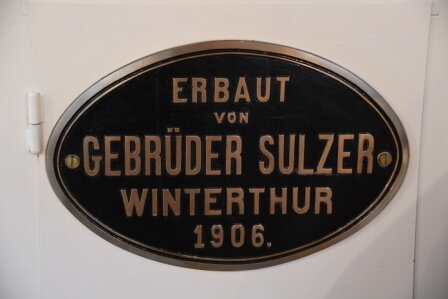 ERBAUT
VON
GEBRÜDER SULZER
WINTERTHUR
1906.